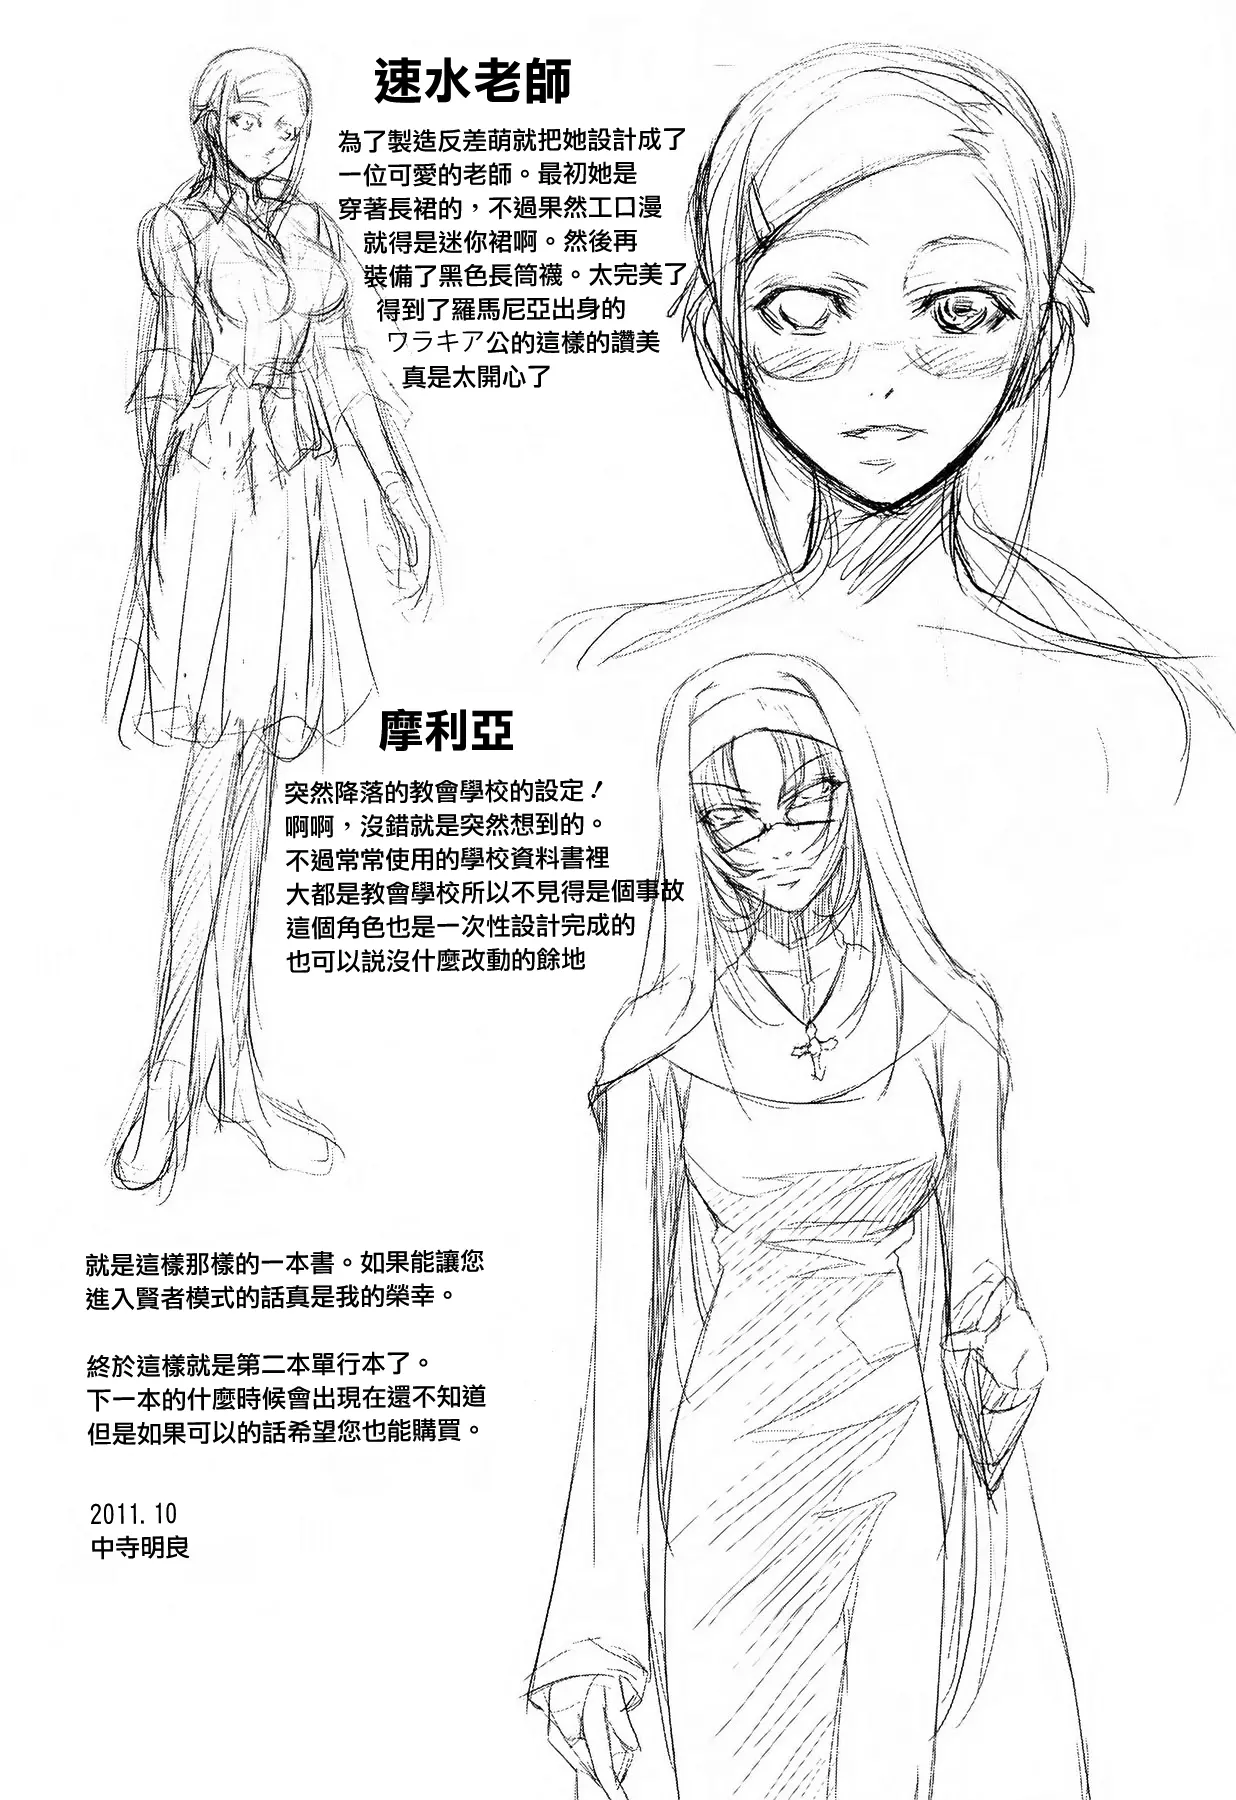 速水老師
為了製造反差萌就把她設計成了
一位可愛的老師。最初她是
穿著長裙的，不過果然工口漫
就得是迷你裙啊。然後再
裝備了黑色長筒襪。太完美了
得到了羅馬尼亞出身的
ワラキア公的這樣的讚美
真是太開心了
摩利亞
突然降落的教會學校的設定！
啊啊，沒錯就是突然想到的。
不過常常使用的學校資料書裡
大都是教會學校所以不見得是個事故
這個角色也是一次性設計完成的
也可以説沒什麼改動的餘地
就是這樣那樣的一本書。如果能讓您
進入賢者模式的話真是我的榮幸。
終於這樣就是第二本單行本了。
下一本的什麼時候會出現在還不知道
但是如果可以的話希望您也能購買。
2011.10
中寺明良